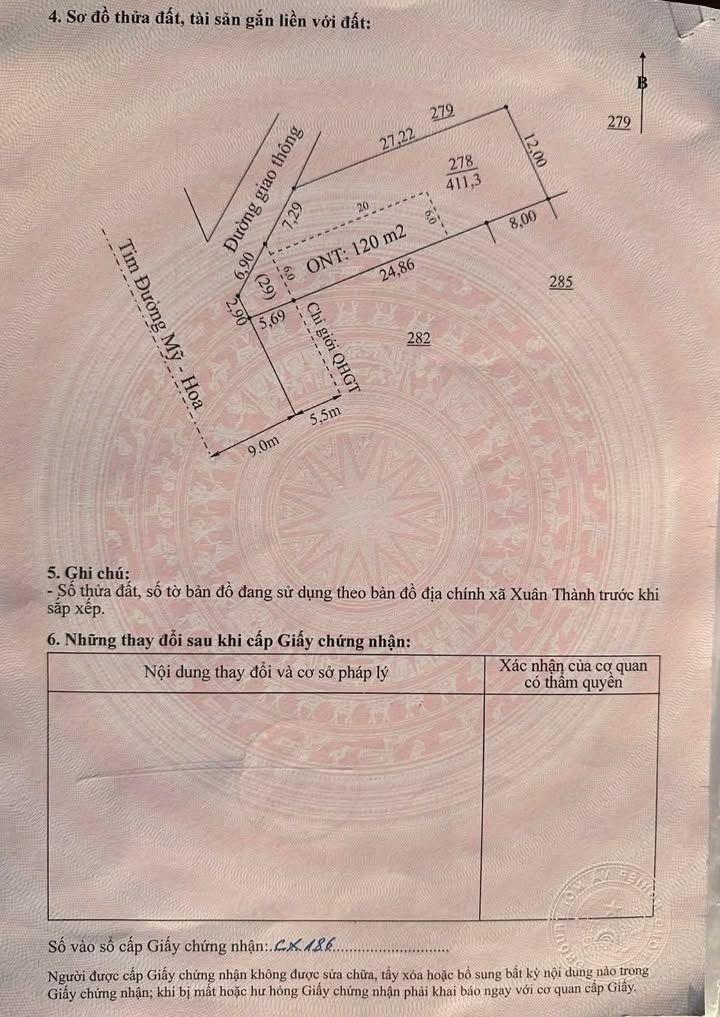 4. Sơ đồ thửa đất, tài sản gắn liền với đất:
B
279
279
27,22
12,00
278
411,3
Đường giao thông
7,29
20
6,0
8,00
6,90
(29)
6,0
ONT: 120 m2
24,86
285
2,90
5,69
Chỉ giới QHGT
282
Tim Đường Mỹ - Hoa
5,5m
9.0m
5. Ghi chú:
- Số thửa đất, số tờ bản đồ đang sử dụng theo bản đồ địa chính xã Xuân Thành trước khi
sắp xếp.
6. Những thay đổi sau khi cấp Giấy chứng nhận:
Nội dung thay đổi và cơ sở pháp lý
Xác nhận của cơ quan
có thẩm quyền
Số vào sổ cấp Giấy chứng nhận: CK 186
Người được cấp Giấy chứng nhận không được sửa chữa, tẩy xóa hoặc bổ sung bất kỳ nội dung nào trong
Giấy chứng nhận; khi bị mất hoặc hư hỏng Giấy chứng nhận phải khai báo ngay với cơ quan cấp Giấy.